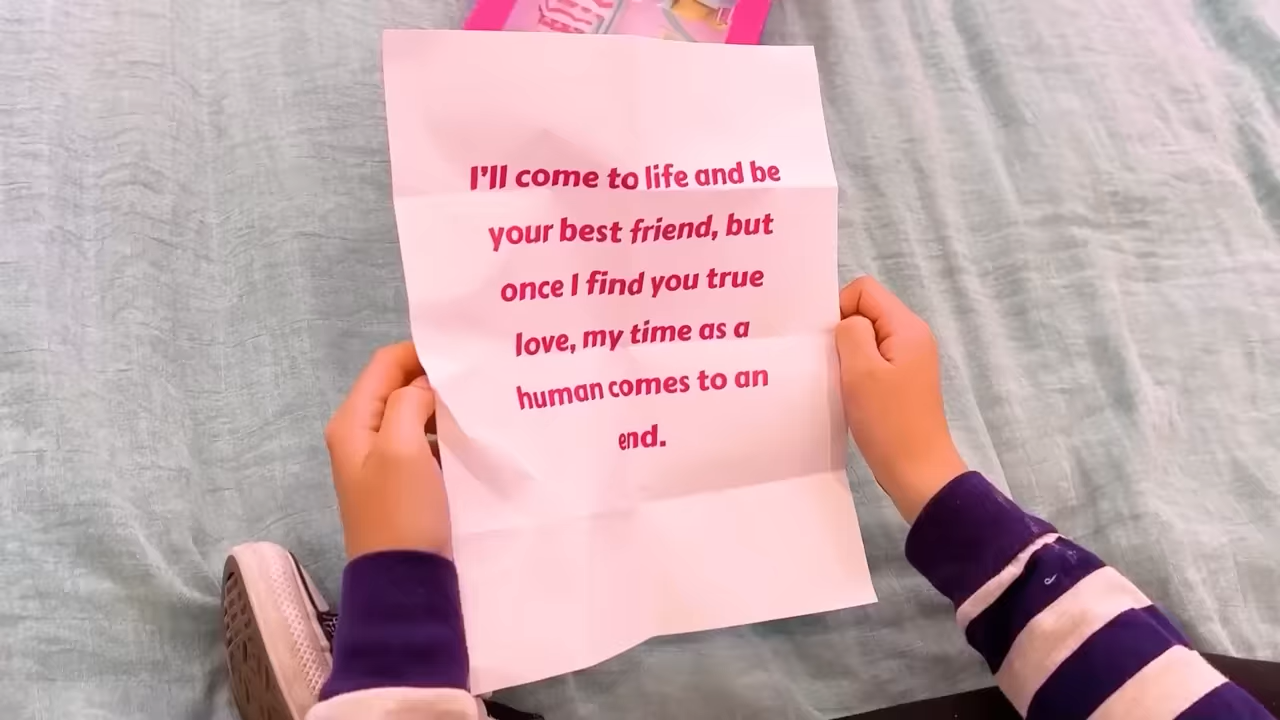 I'll come to life and be
your best friend, but
once I find you true
love, my time as a
human comes to an
end.